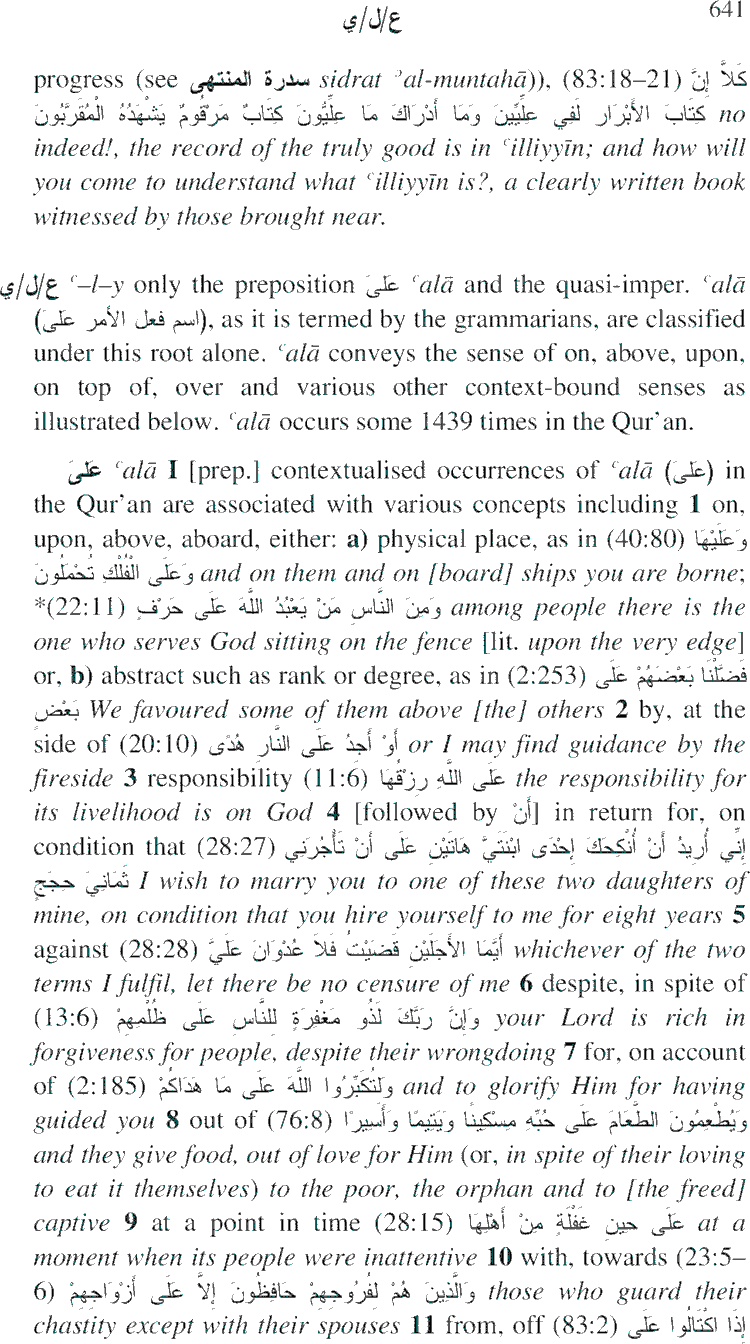 ع/ل/ي 641
progress (see سدرة المنتهى sidrat ʾal-muntahā)), (83:18–21) كَلاَّ إِنَّ
كِتَابَ الأَبْرَارِ لَفِي عِلِّيِّينَ وَمَا أَدْرَاكَ مَا عِلِّيُّونَ كِتَابٌ مَرْقُومٌ يَشْهَدُهُ الْمُقَرَّبُونَ no
indeed!, the record of the truly good is in ʿilliyyīn; and how will
you come to understand what ʿilliyyīn is?, a clearly written book
witnessed by those brought near.
ع/ل/ي ʿ–l–y only the preposition عَلىَ ʿalā and the quasi-imper. ʿalā
(اسم فعل الأمر عَلىَ), as it is termed by the grammarians, are classified
under this root alone. ʿalā conveys the sense of on, above, upon,
on top of, over and various other context-bound senses as
illustrated below. ʿalā occurs some 1439 times in the Qur'an.
عَلىَ ʿalā I [prep.] contextualised occurrences of ʿalā (عَلىَ) in
the Qur'an are associated with various concepts including 1 on,
upon, above, aboard, either: a) physical place, as in (40:80) وَعَلَيْهَا
وَعَلَى الْفُلْكِ تُحْمَلُونَ and on them and on [board] ships you are borne;
*(22:11) وَمِنَ النَّاسِ مَنْ يَعْبُدُ اللَّهَ عَلَى حَرْفٍ among people there is the
one who serves God sitting on the fence [lit. upon the very edge]
or, b) abstract such as rank or degree, as in (2:253) فَضَّلْنَا بَعْضَهُمْ عَلَى
بَعْضٍ We favoured some of them above [the] others 2 by, at the
side of (20:10) أَوْ أَجِدُ عَلَى النَّارِ هُدًى or I may find guidance by the
fireside 3 responsibility (11:6) عَلَى اللَّهِ رِزْقُهَا the responsibility for
its livelihood is on God 4 [followed by أَنْ] in return for, on
condition that (28:27) إِنِّي أُرِيدُ أَنْ أُنْكِحَكَ إِحْدَى ابْنَتَيَّ هَاتَيْنِ عَلَى أَنْ تَأْجُرَنِي
ثَمَانِيَ حِجَجٍ I wish to marry you to one of these two daughters of
mine, on condition that you hire yourself to me for eight years 5
against (28:28) أَيَّمَا الأَجَلَيْنِ قَضَيْتُ فَلاَ عُدْوَانَ عَلَيَّ whichever of the two
terms I fulfil, let there be no censure of me 6 despite, in spite of
(13:6) وَإِنَّ رَبَّكَ لَذُو مَغْفِرَةٍ لِلنَّاسِ عَلَى ظُلْمِهِمْ your Lord is rich in
forgiveness for people, despite their wrongdoing 7 for, on account
of (2:185) وَلِتُكَبِّرُوا اللَّهَ عَلَى مَا هَدَاكُمْ and to glorify Him for having
guided you 8 out of (76:8) وَيُطْعِمُونَ الطَّعَامَ عَلَى حُبِّهِ مِسْكِينًا وَيَتِيمًا وَأَسِيرًا
and they give food, out of love for Him (or, in spite of their loving
to eat it themselves) to the poor, the orphan and to [the freed]
captive 9 at a point in time (28:15) عَلَى حِينِ غَفْلَةٍ مِنْ أَهْلِهَا at a
moment when its people were inattentive 10 with, towards (23:5–
6) وَالَّذِينَ هُمْ لِفُرُوجِهِمْ حَافِظُونَ إِلاَّ عَلَى أَزْوَاجِهِمْ those who guard their
chastity except with their spouses 11 from, off (83:2) إِذَا اكْتَالُوا عَلَى